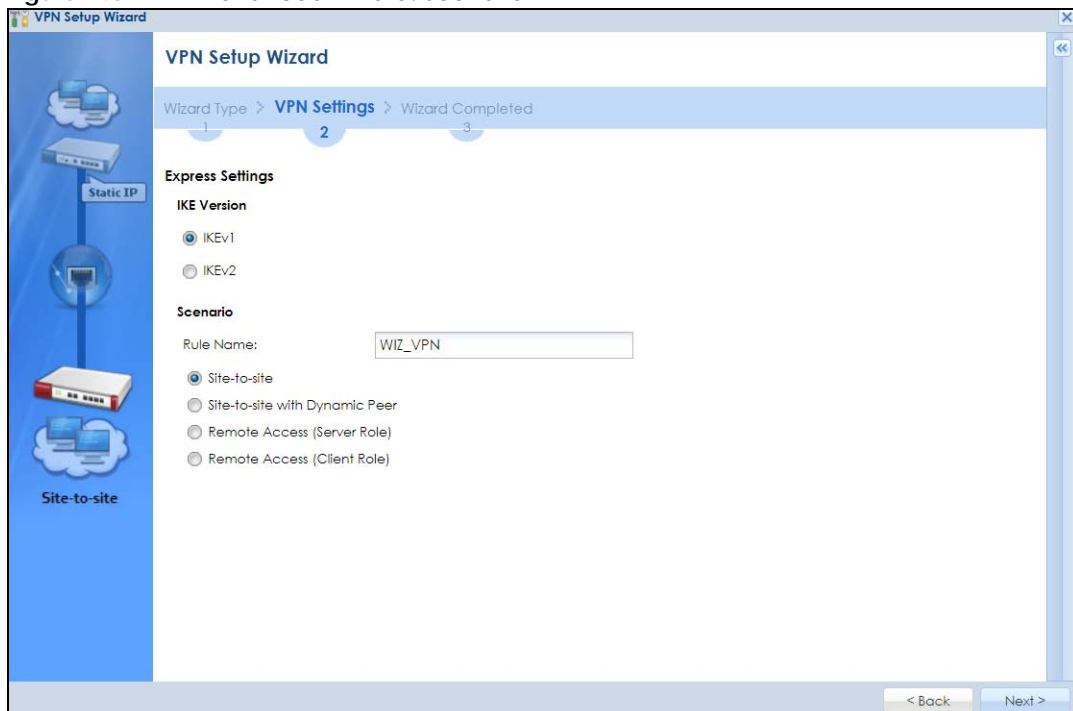 VPN Setup Wizard
VPN Setup Wizard
Wizard Type > VPN Settings > Wizard Completed
1 2 3
Static IP
Express Settings
IKE Version
IKEv1
IKEv2
Scenario
Rule Name: WIZ_VPN
Site-to-site
Site-to-site with Dynamic Peer
Remote Access (Server Role)
Remote Access (Client Role)
Site-to-site
< Back Next >